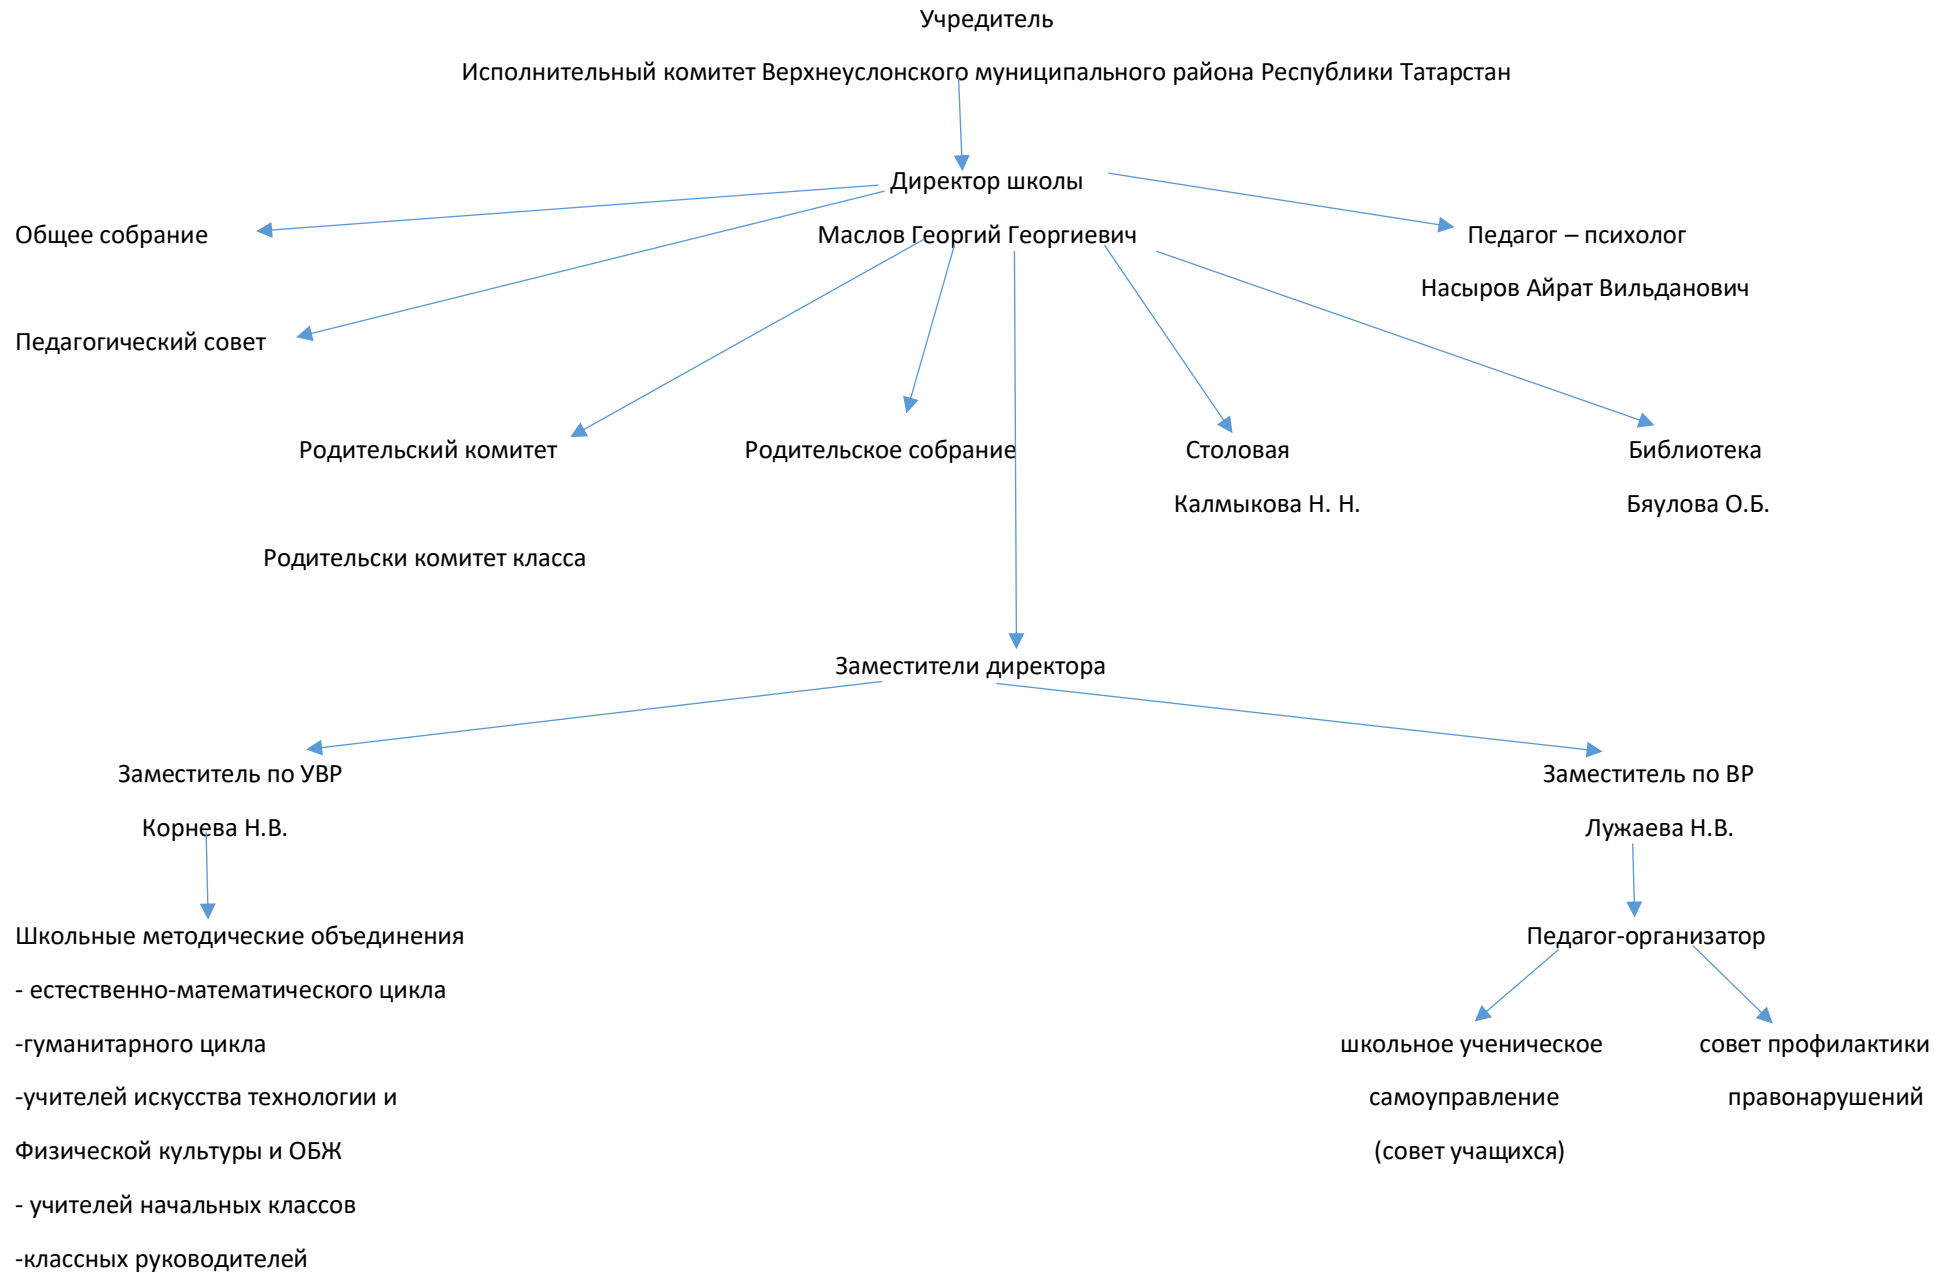 Учредитель
Исполнительный комитет Верхнеуслонского муниципального района Республики Татарстан
Директор школы
Общее собрание
Маслов Георгий Георгиевич
Педагог – психолог
Насыров Айрат Вильданович
Педагогический совет
Родительский комитет
Родительское собрание
Столовая
Библиотека
Калмыкова Н. Н.
Бяулова О.Б.
Родительски комитет класса
Заместители директора
Заместитель по УВР
Заместитель по ВР
Корнева Н.В.
Лужаева Н.В.
Школьные методические объединения
Педагог-организатор
- естественно-математического цикла
-гуманитарного цикла
школьное ученическое
совет профилактики
-учителей искусства технологии и
самоуправление
правонарушений
Физической культуры и ОБЖ
(совет учащихся)
- учителей начальных классов
-классных руководителей